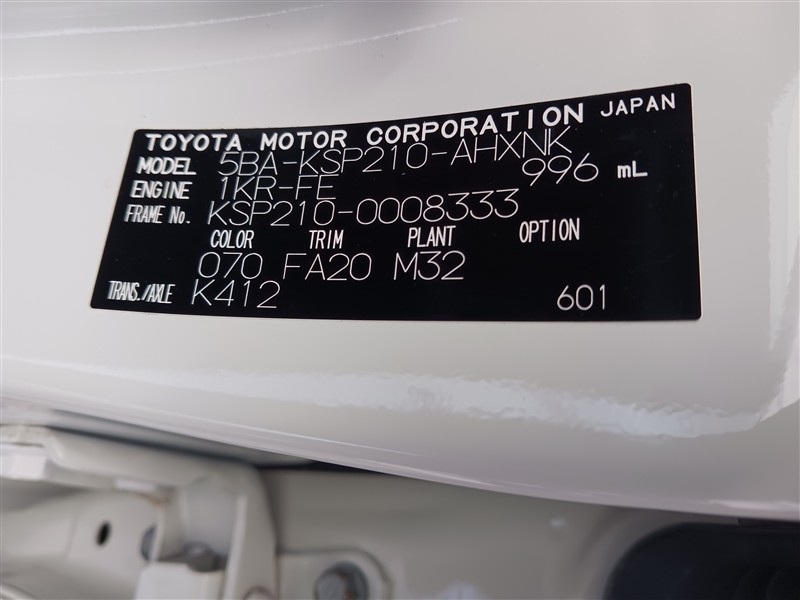 TOYOTA MOTOR CORPORATION JAPAN
MODEL 5BA-KSP210-AHXNK
ENGINE 1KR-FE 996 mL
FRAME No. KSP210-0008333
COLOR TRIM PLANT OPTION
070 FA20 M32
TRANS./AXLE K412 601